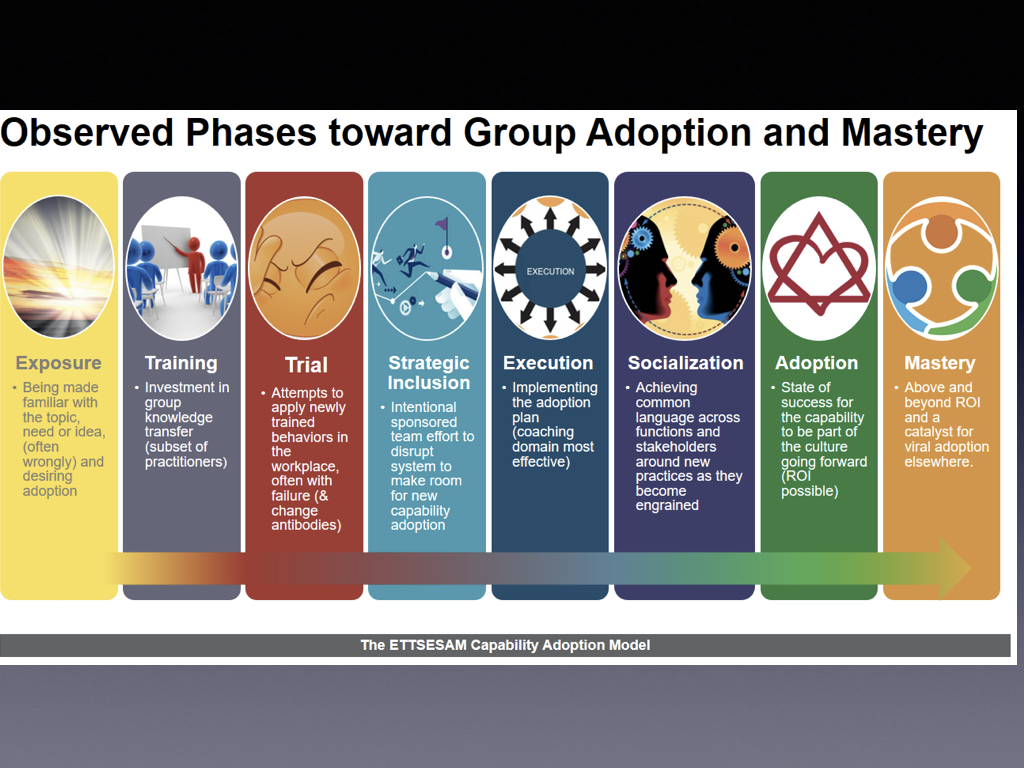 Observed Phases toward Group Adoption and Mastery
Exposure
• Being made
familiar with
the topic,
need or idea,
(often
wrongly) and
desiring
adoption
Training
• Investment in
group
knowledge
transfer
(subset of
practitioners)
Trial
• Attempts to
apply newly
trained
behaviors in
the
workplace,
often with
failure (&
change
antibodies)
Strategic
Inclusion
• Intentional
sponsored
team effort to
disrupt
system to
make room
for new
capability
adoption
EXECUTION
Execution
• Implementing
the adoption
plan
(coaching
domain most
effective)
Socialization
• Achieving
common
language across
functions and
stakeholders
around new
practices as they
become
engrained
Adoption
• State of
success for
the capability
to be part of
the culture
going forward
(ROI
possible)
Mastery
• Above and
beyond ROI
and a
catalyst for
viral adoption
elsewhere.
The ETTSESAM Capability Adoption Model